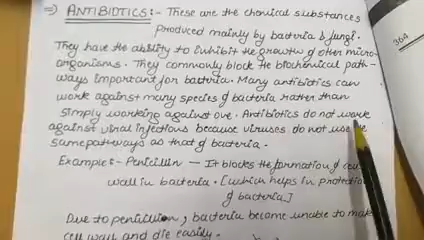 =) ANTIBIOTICS:- These are the chemical substances
produced mainly by bacteria & fungi.
They have the ability to inhibit the growth of other micro-
organisms. They commonly block the biochemical path-
ways important for bacteria. Many antibiotics can
work against many species of bacteria rather than
simply working against one. Antibiotics do not work
against viral infections because viruses do not use
same pathways as that of bacteria.
Example:- Penicillin - It blocks the formation of
wall in bacteria. [which helps in protection
of bacteria]
Due to penicillin, bacteria become unable to make
cell wall and die easily.
364